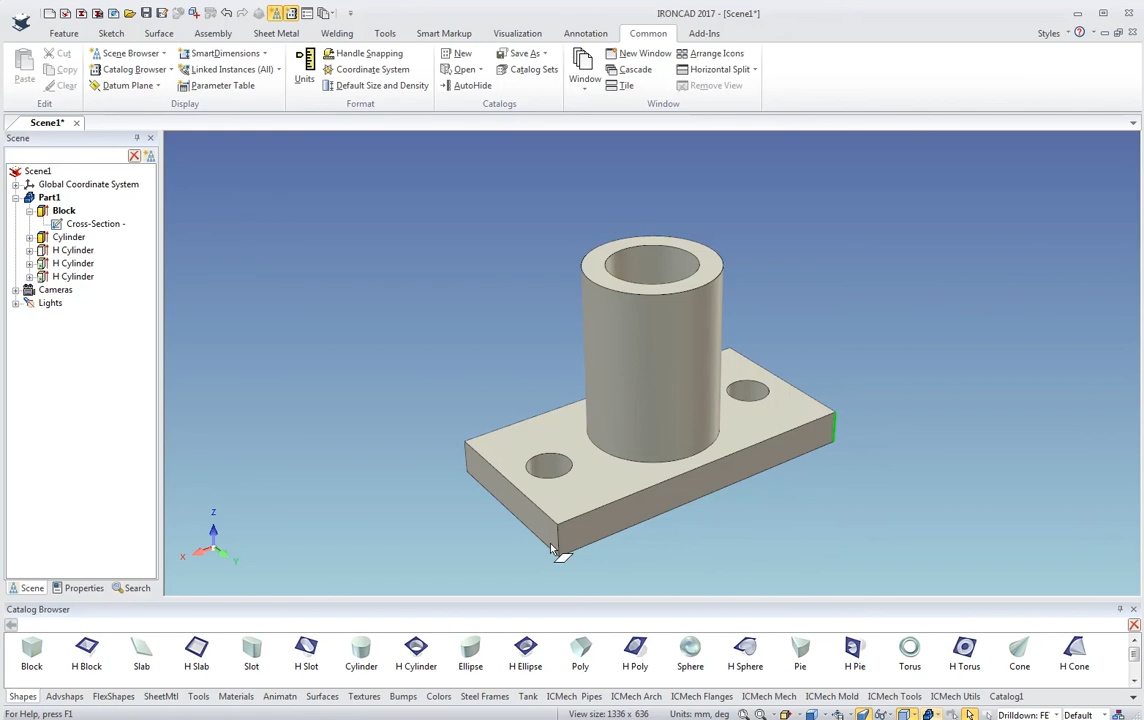 IRONCAD 2017 - [Scene1*]
Feature Sketch Surface Assembly Sheet Metal Welding Tools Smart Markup Visualization Annotation Common Add-Ins Styles
Paste Cut Copy Clear Edit
Scene Browser SmartDimensions
Catalog Browser Linked Instances (All)
Datum Plane Parameter Table
Display
Units Handle Snapping
Coordinate System
Default Size and Density
Format
New Save As
Open Catalog Sets
AutoHide
Catalogs
Window New Window Arrange Icons
Cascade Horizontal Split
Tile Remove View
Window
Scene1*
Scene
Scene1
Global Coordinate System
Part1
Block
Cross-Section -
Cylinder
H Cylinder
H Cylinder
H Cylinder
Cameras
Lights
Z
X
Y
Scene Properties Search
Catalog Browser
Block H Block Slab H Slab Slot H Slot Cylinder H Cylinder Ellipse H Ellipse Poly H Poly Sphere H Sphere Pie H Pie Torus H Torus Cone H Cone
Shapes Advshaps FlexShapes SheetMtl Tools Materials Animatn Surfaces Textures Bumps Colors Steel Frames Tank ICMech Pipes ICMech Arch ICMech Flanges ICMech Mech ICMech Mold ICMech Tools ICMech Utils Catalog1
For Help, press F1 View size: 1336 x 636 Units: mm, deg Drilldown: FE Default